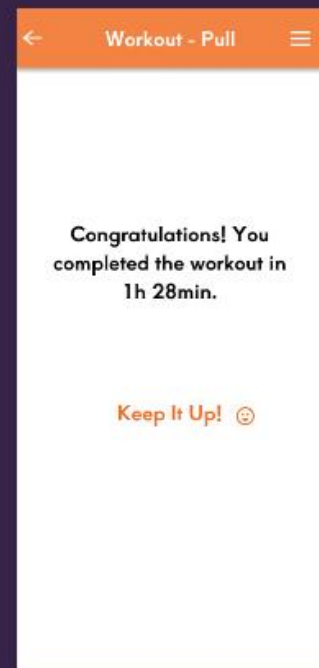 Workout - Pull
Congratulations! You
completed the workout in
1h 28min.
Keep It Up!